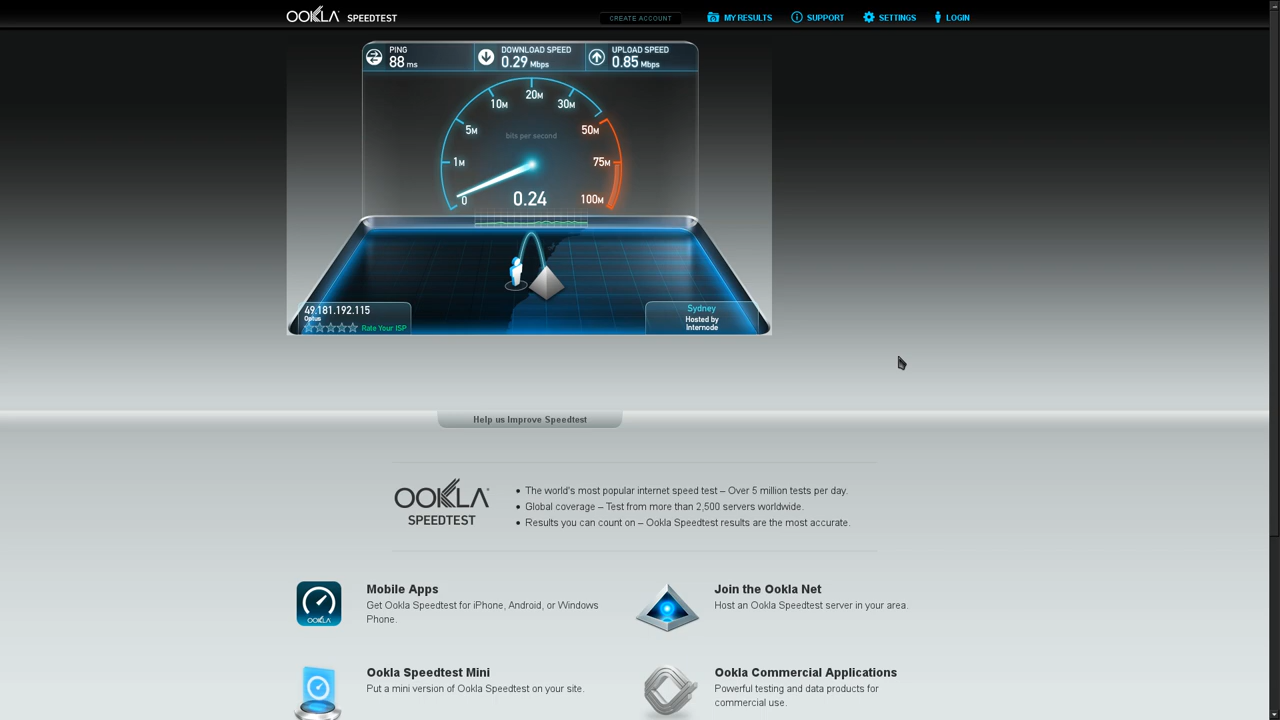 OOKLA SPEEDTEST
CREATE ACCOUNT
MY RESULTS
SUPPORT
SETTINGS
LOGIN
PING
88 ms
DOWNLOAD SPEED
0.29 Mbps
UPLOAD SPEED
0.85 Mbps
20M
10M
30M
5M
50M
bits per second
1M
75M
0
0.24
100M
49.181.192.115
Optus
Rate Your ISP
Sydney
Hosted by
Internode
Help us Improve Speedtest
OOKLA
SPEEDTEST
• The world's most popular internet speed test – Over 5 million tests per day.
• Global coverage – Test from more than 2,500 servers worldwide.
• Results you can count on – Ookla Speedtest results are the most accurate.
OOKLA
Mobile Apps
Get Ookla Speedtest for iPhone, Android, or Windows
Phone.
Join the Ookla Net
Host an Ookla Speedtest server in your area.
Ookla Speedtest Mini
Put a mini version of Ookla Speedtest on your site.
Ookla Commercial Applications
Powerful testing and data products for
commercial use.